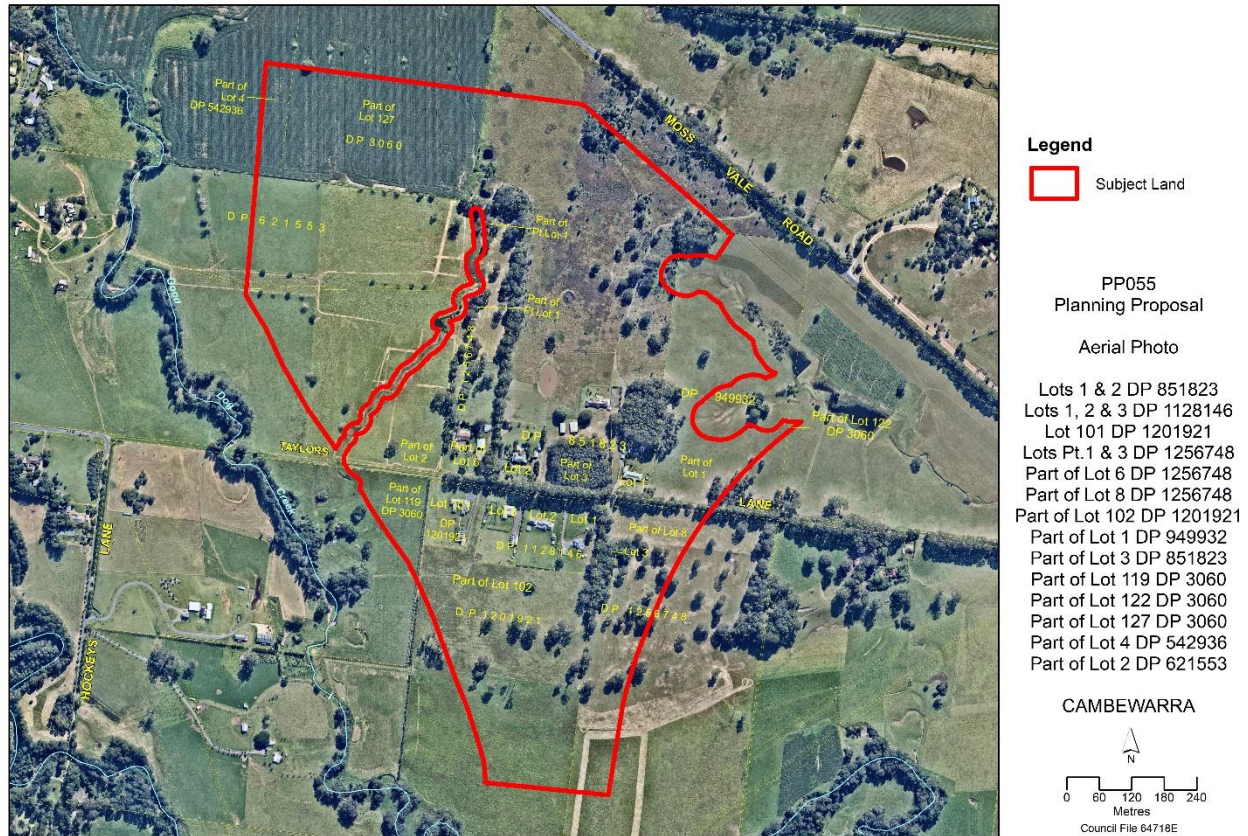 Part of
Lot 4
DP 542936
Part of
Lot 127
DP 3060
DP 621553
Part of
Pt.Lot 1
Part of
Pt.Lot 1
MOSS
VALE
ROAD
Good
Dog
Creek
DP 949932
Part of Lot 122
DP 3060
TAYLORS
Part of
Lot 2
Part of
Lot 6
Lot 2
DP 851823
Part of
Lot 3
Lot 1
Part of
Lot 1
LANE
Part of
Lot 119
DP 3060
DP
1201921
Lot 2
Lot 1
Part of Lot 8
DP 1128146
Lot 3
Part of Lot 102
DP 1201921
LANE
HOCKEYS
Legend
Subject Land
PP055
Planning Proposal
Aerial Photo
Lots 1 & 2 DP 851823
Lots 1, 2 & 3 DP 1128146
Lot 101 DP 1201921
Lots Pt.1 & 3 DP 1256748
Part of Lot 6 DP 1256748
Part of Lot 8 DP 1256748
Part of Lot 102 DP 1201921
Part of Lot 1 DP 949932
Part of Lot 3 DP 851823
Part of Lot 119 DP 3060
Part of Lot 122 DP 3060
Part of Lot 127 DP 3060
Part of Lot 4 DP 542936
Part of Lot 2 DP 621553
CAMBEWARRA
N
0 60 120 180 240
Metres
Council File 64718E